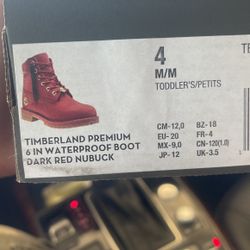 4
M/M
TODDLER'S/PETITS
TIMBERLAND PREMIUM
6 IN WATERPROOF BOOT
DARK RED NUBUCK
CM-12,0 BZ-18
EU- 20 FR-4
MX-9,0 CN-120(1.0)
JP-12 UK-3.5